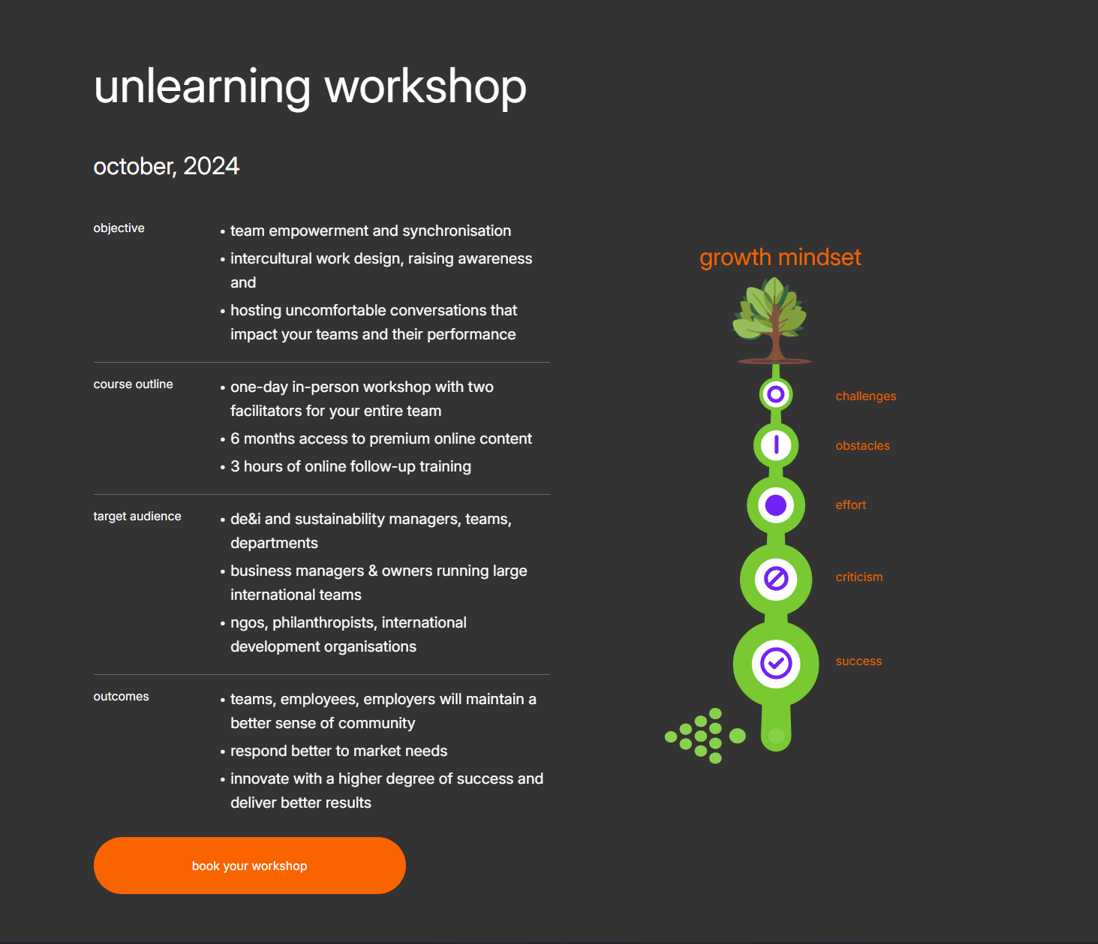 unlearning workshop
october, 2024
objective
• team empowerment and synchronisation
• intercultural work design, raising awareness
and
• hosting uncomfortable conversations that
impact your teams and their performance
course outline
• one-day in-person workshop with two
facilitators for your entire team
• 6 months access to premium online content
• 3 hours of online follow-up training
target audience
• de&i and sustainability managers, teams,
departments
• business managers & owners running large
international teams
• ngos, philanthropists, international
development organisations
outcomes
• teams, employees, employers will maintain a
better sense of community
• respond better to market needs
• innovate with a higher degree of success and
deliver better results
book your workshop
growth mindset
challenges
obstacles
effort
criticism
success